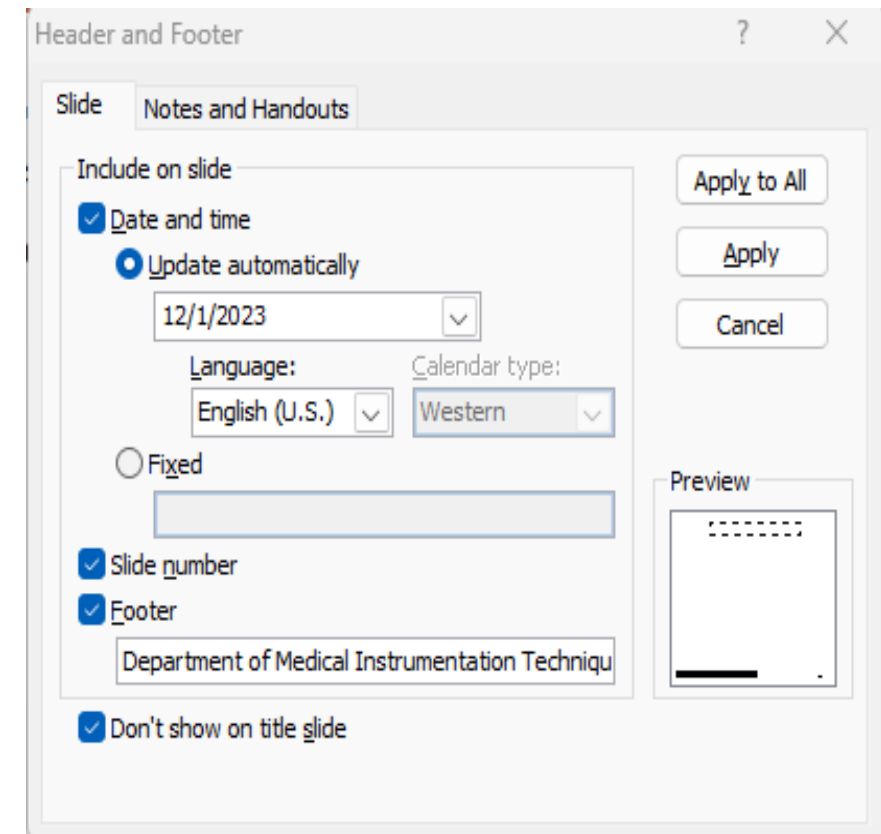 Header and Footer ?
Slide Notes and Handouts
Include on slide
Date and time
Update automatically
12/1/2023
Language: Calendar type:
English (U.S.) Western
Fixed
Slide number
Footer
Department of Medical Instrumentation Techniqu
Don't show on title slide
Apply to All
Apply
Cancel
Preview